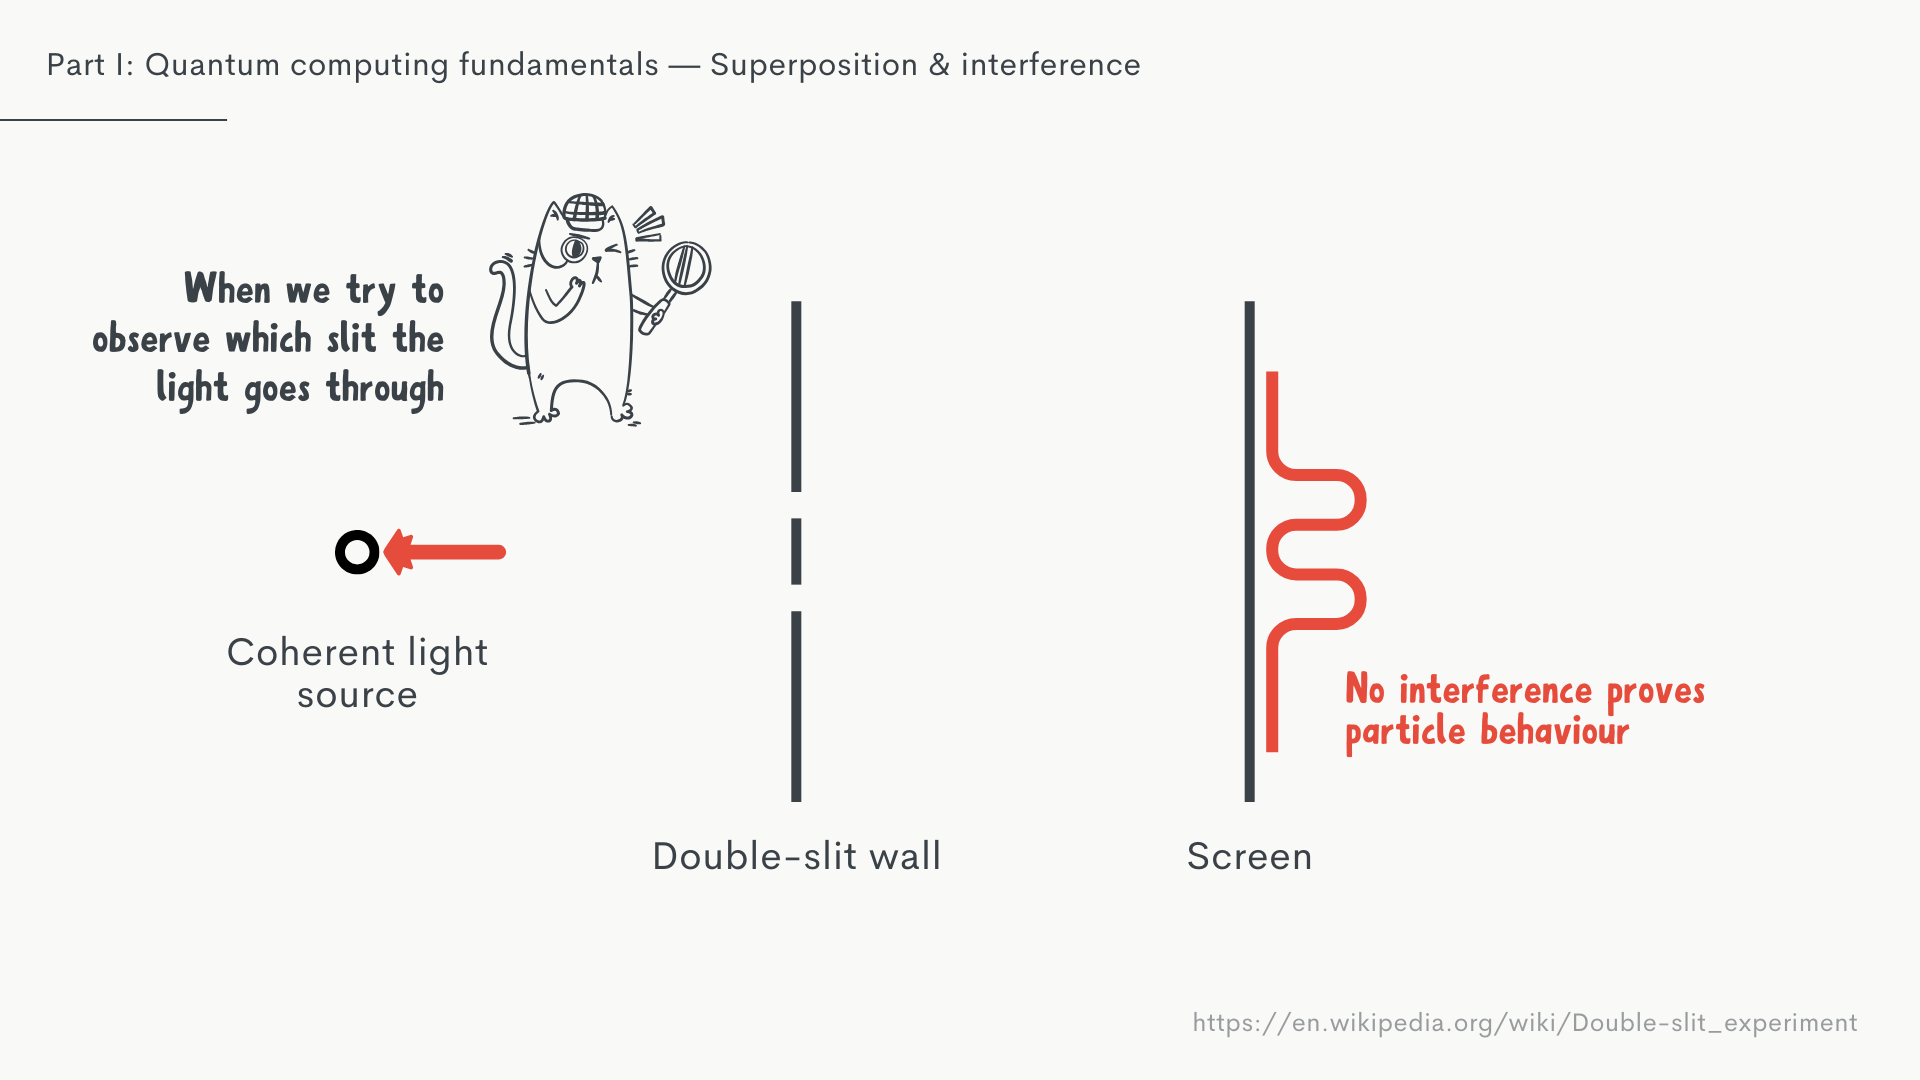 Part I: Quantum computing fundamentals — Superposition & interference
When we try to
observe which slit the
light goes through
Coherent light
source
No interference proves
particle behaviour
Double-slit wall
Screen
https://en.wikipedia.org/wiki/Double-slit_experiment